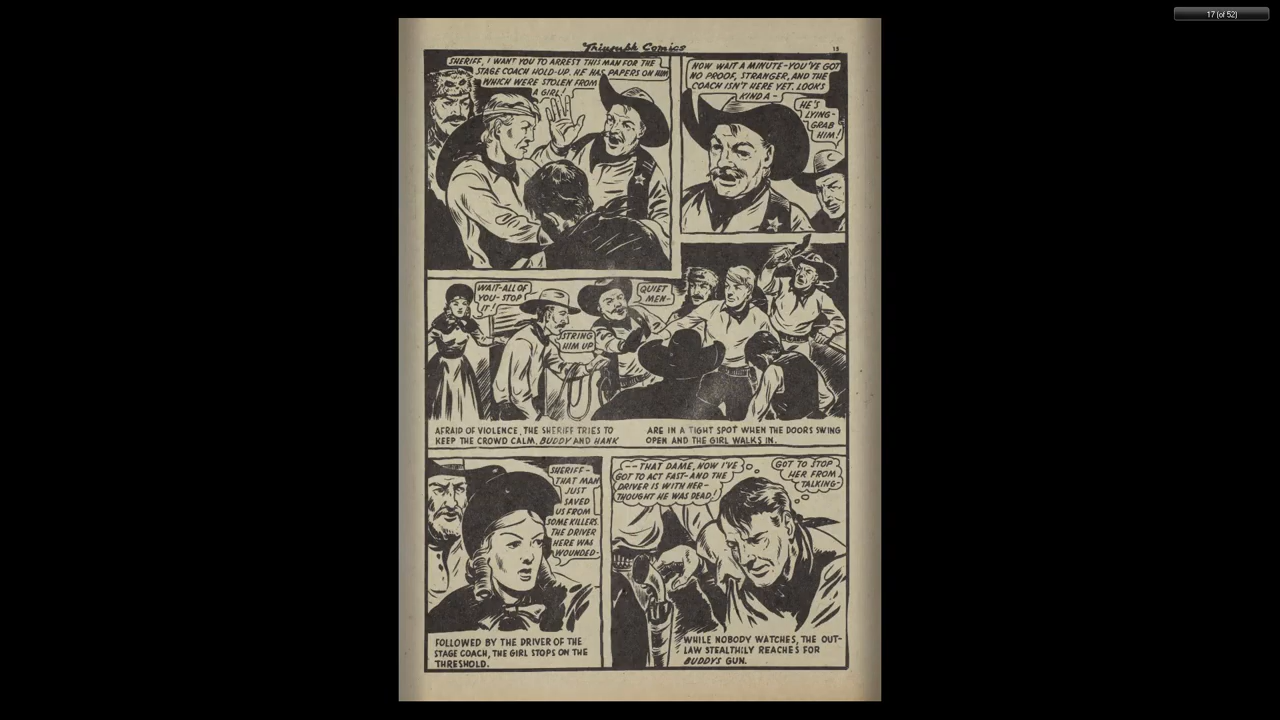 17 (of 52)
Triumph Comics
15
SHERIFF, I WANT YOU TO ARREST THIS MAN FOR THE
STAGE COACH HOLD-UP. HE HAS PAPERS ON HIM
WHICH WERE STOLEN FROM
A GIRL!
NOW WAIT A MINUTE-YOU'VE GOT
NO PROOF, STRANGER, AND THE
COACH ISN'T HERE YET. LOOKS
KINDA -
HE'S
LYING-
GRAB
HIM!
WAIT-ALL OF
YOU-STOP
IT!
STRING
HIM UP
QUIET
MEN-
AFRAID OF VIOLENCE, THE SHERIFF TRIES TO
KEEP THE CROWD CALM. BUDDY AND HANK
ARE IN A TIGHT SPOT WHEN THE DOORS SWING
OPEN AND THE GIRL WALKS IN.
SHERIFF-
THAT MAN
JUST
SAVED
US FROM
SOME KILLERS.
THE DRIVER
HERE WAS
WOUNDED-
FOLLOWED BY THE DRIVER OF THE
STAGE COACH, THE GIRL STOPS ON THE
THRESHOLD.
--THAT DAME, NOW I'VE
GOT TO ACT FAST-AND THE
DRIVER IS WITH HER-
THOUGHT HE WAS DEAD!
GOT TO STOP
HER FROM
TALKING-
WHILE NOBODY WATCHES, THE OUT-
LAW STEALTHILY REACHES FOR
BUDDYS GUN.